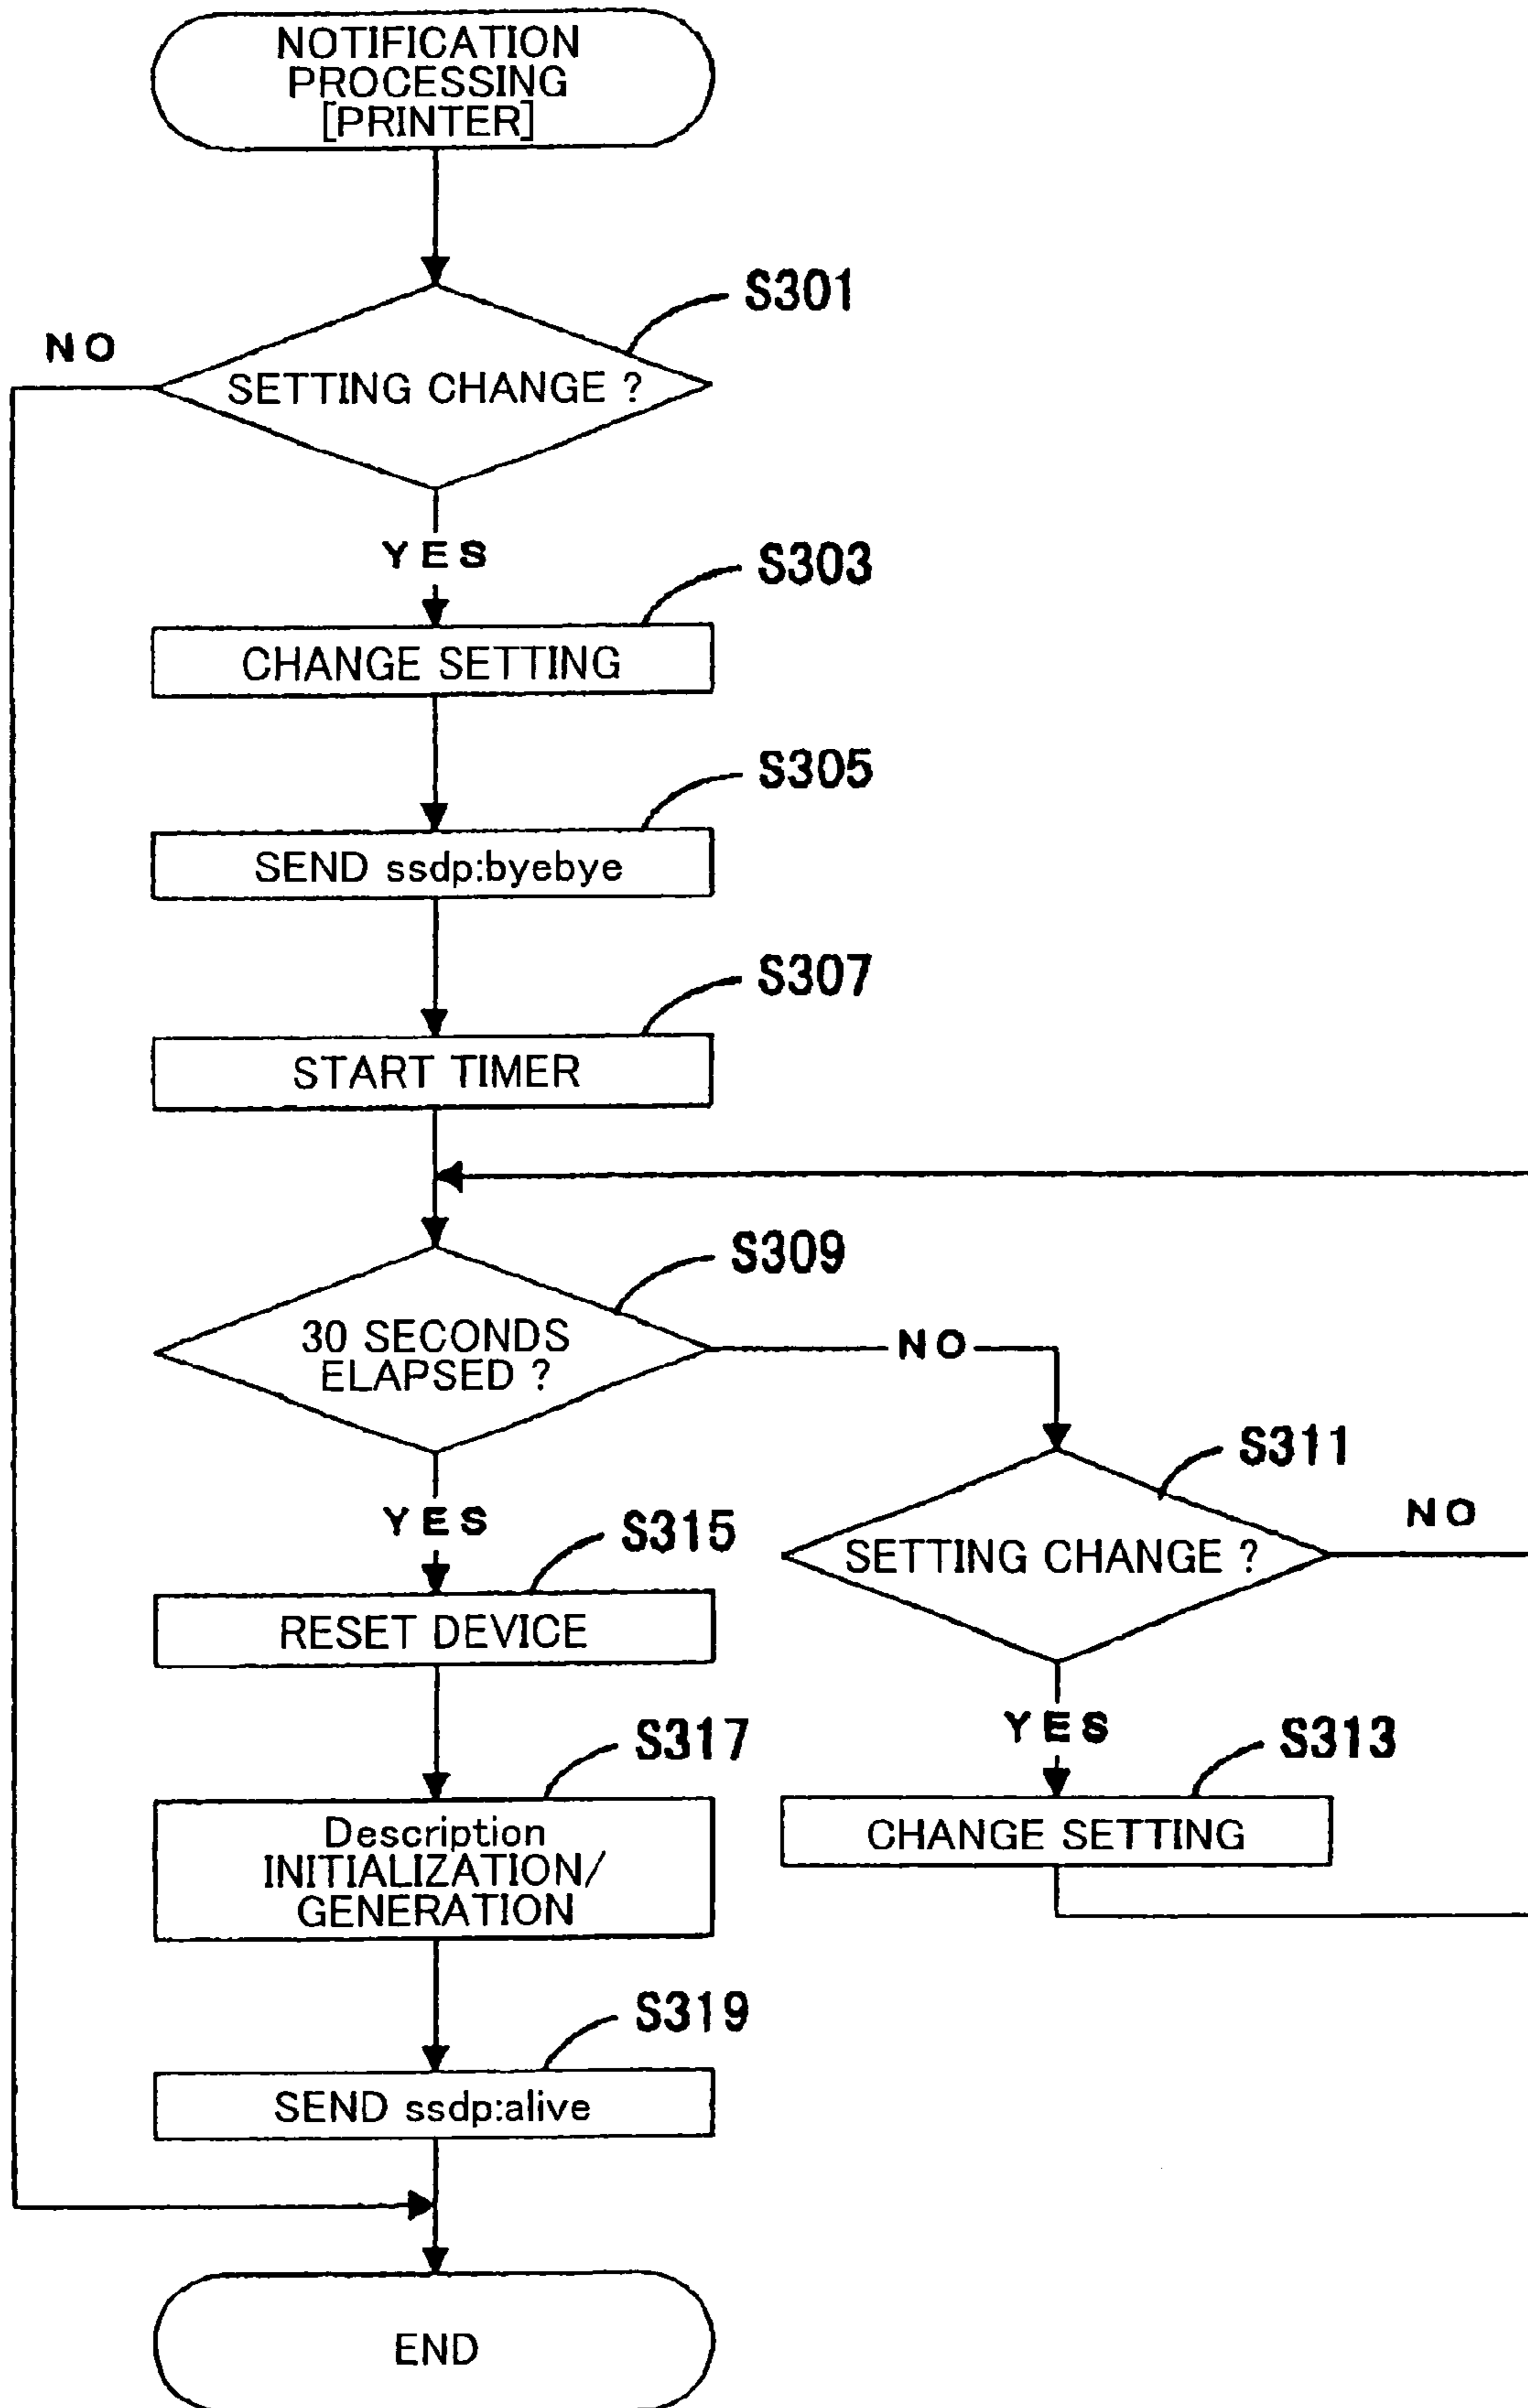 NOTIFICATION
PROCESSING
[PRINTER]
S301
NO
SETTING CHANGE ?
YES
S303
CHANGE SETTING
S305
SEND ssdp:byebye
S307
START TIMER
S309
30 SECONDS
ELAPSED ?
NO
S311
SETTING CHANGE ?
NO
YES
S315
RESET DEVICE
YES
S313
CHANGE SETTING
S317
Description
INITIALIZATION/
GENERATION
S319
SEND ssdp:alive
END